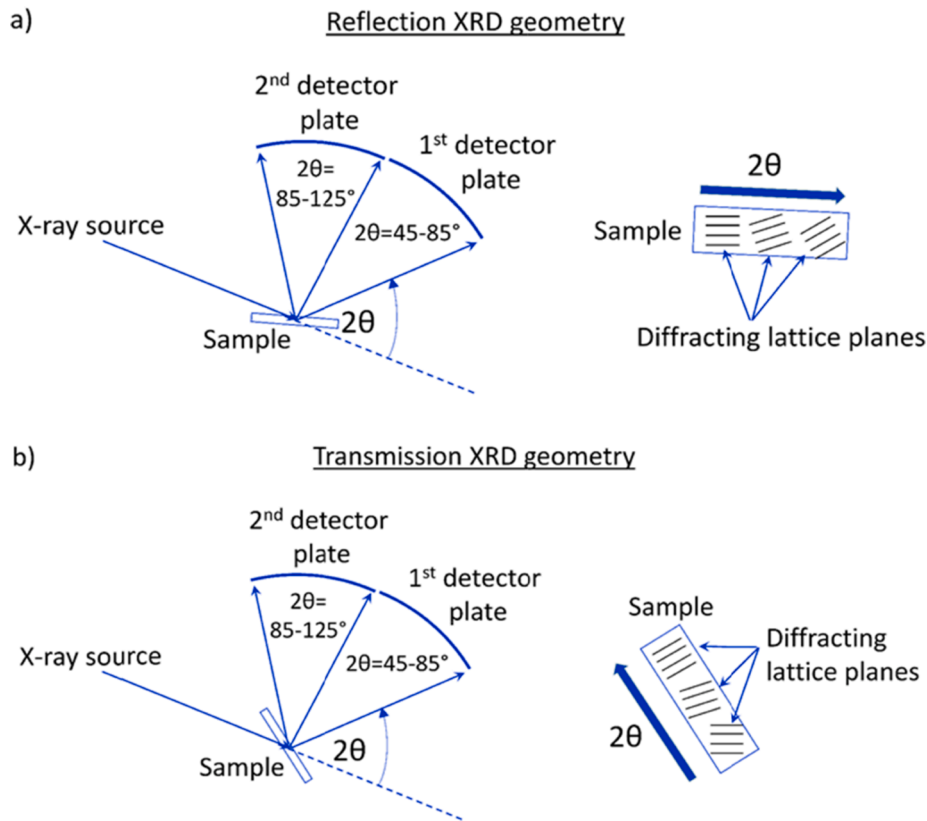 a)
Reflection XRD geometry
2nd detector
plate
1st detector
plate
2θ=
85-125°
2θ=45-85°
X-ray source
Sample
2θ
2θ
Sample
Diffracting lattice planes
b)
Transmission XRD geometry
2nd detector
plate
1st detector
plate
2θ=
85-125°
2θ=45-85°
X-ray source
Sample
2θ
Sample
Diffracting
lattice planes
2θ